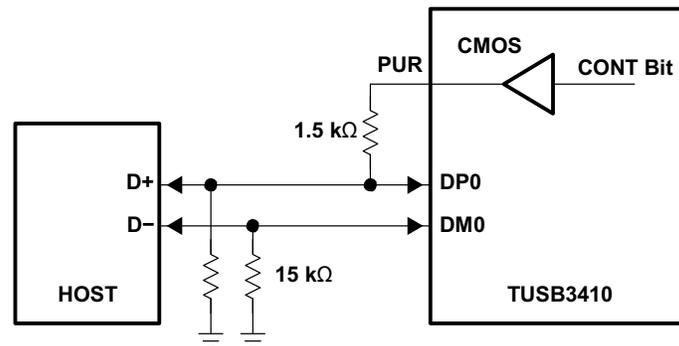 CMOS
PUR
CONT Bit
1.5 kΩ
D+
DP0
D−
DM0
15 kΩ
HOST
TUSB3410